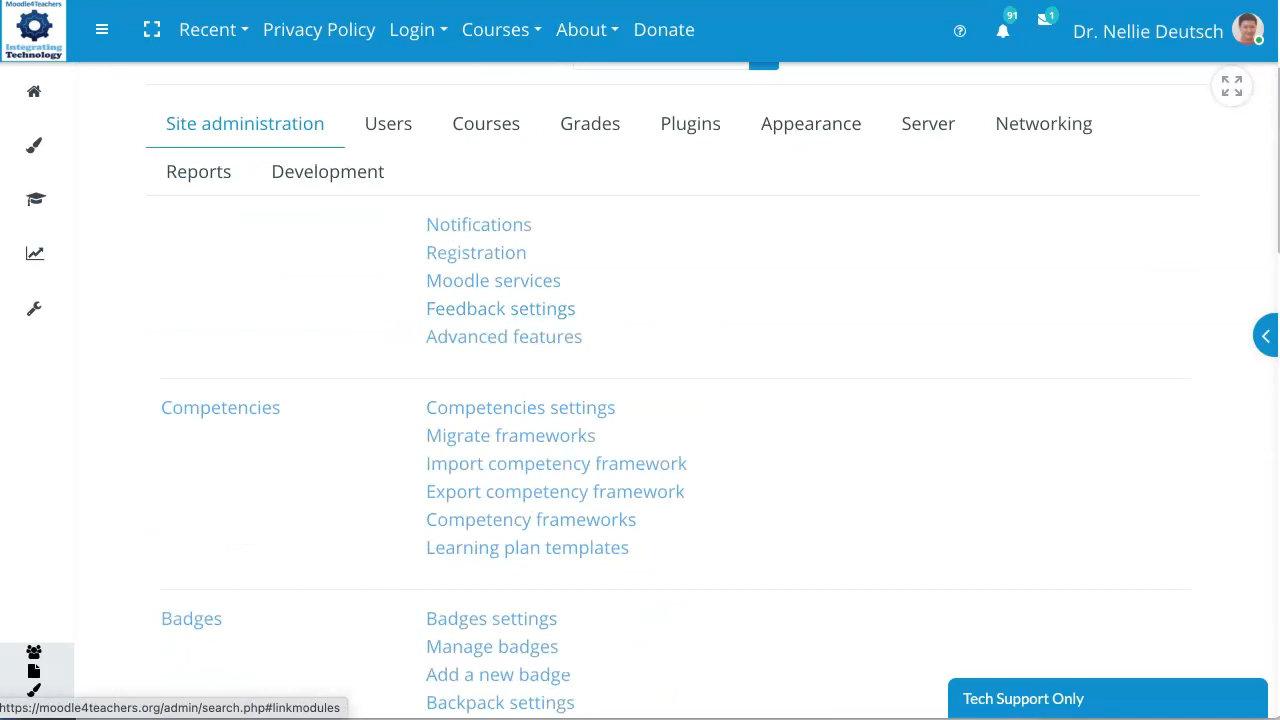 Moodle4Teachers
Integrating
Technology
Recent Privacy Policy Login Courses About Donate
91
1
Dr. Nellie Deutsch
Site administration Users Courses Grades Plugins Appearance Server Networking
Reports Development
Notifications
Registration
Moodle services
Feedback settings
Advanced features
Competencies Competencies settings
Migrate frameworks
Import competency framework
Export competency framework
Competency frameworks
Learning plan templates
Badges Badges settings
Manage badges
Add a new badge
Backpack settings
Tech Support Only
https://moodle4teachers.org/admin/search.php#linkmodules